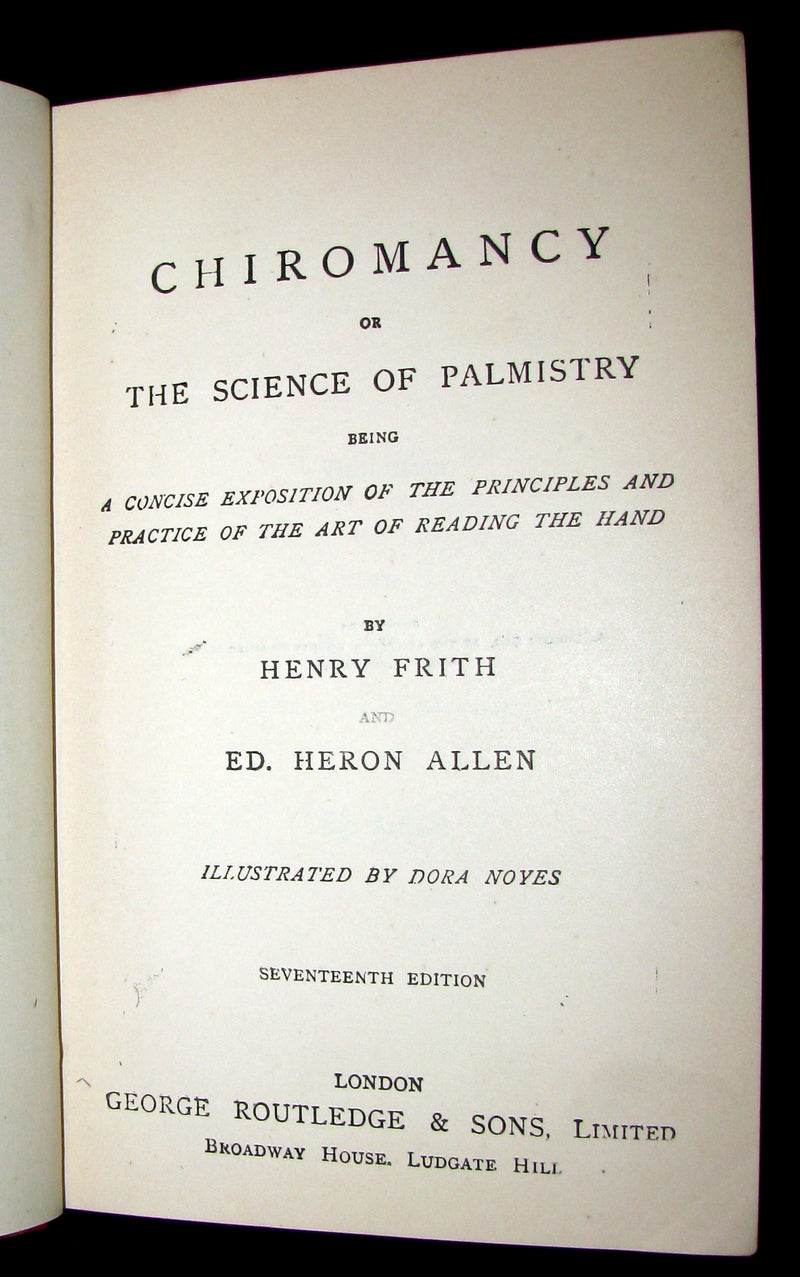 CHIROMANCY
OR
THE SCIENCE OF PALMISTRY
BEING
A CONCISE EXPOSITION OF THE PRINCIPLES AND
PRACTICE OF THE ART OF READING THE HAND
BY
HENRY FRITH
AND
ED. HERON ALLEN
ILLUSTRATED BY DORA NOYES
SEVENTEENTH EDITION
LONDON
GEORGE ROUTLEDGE & SONS, LIMITED
BROADWAY HOUSE. LUDGATE HILL